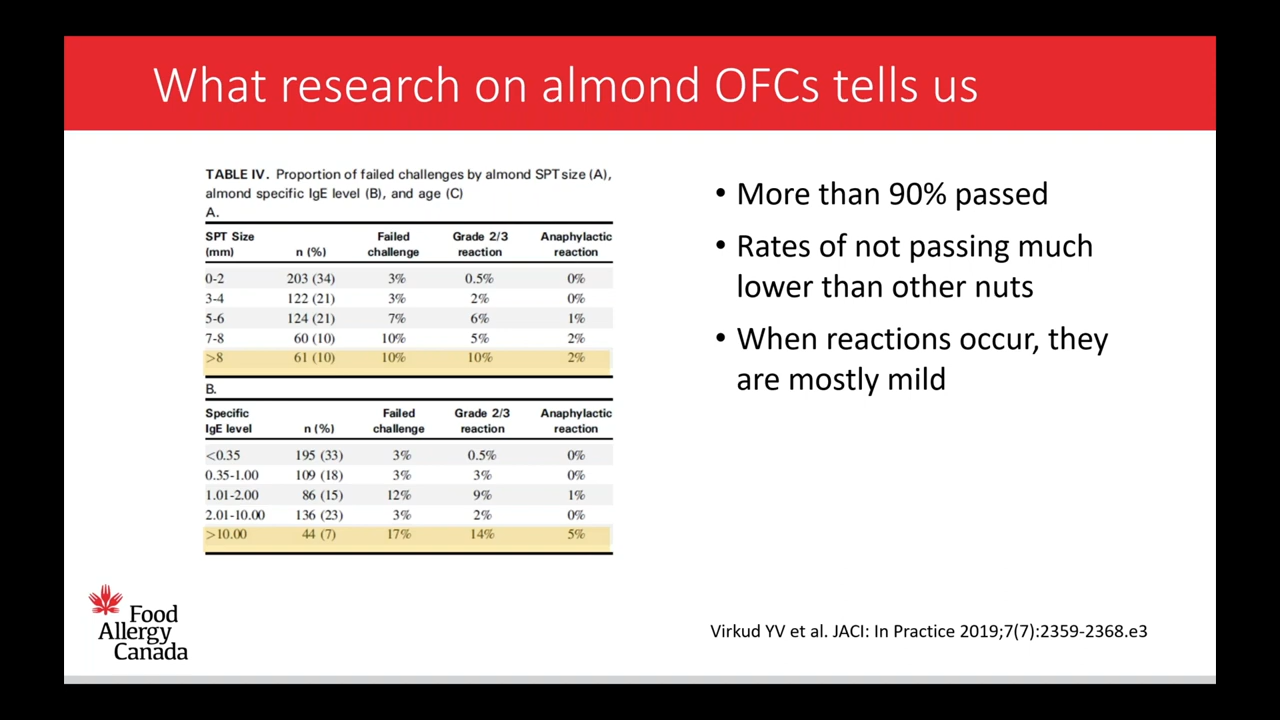 What research on almond OFCs tells us
TABLE IV. Proportion of failed challenges by almond SPT size (A),
almond specific IgE level (B), and age (C)
A.
SPT Size (mm) n (%) Failed challenge Grade 2/3 reaction Anaphylactic reaction
0-2 203 (34) 3% 0.5% 0%
3-4 122 (21) 3% 2% 0%
5-6 124 (21) 7% 6% 1%
7-8 60 (10) 10% 5% 2%
>8 61 (10) 10% 10% 2%
B.
Specific IgE level n (%) Failed challenge Grade 2/3 reaction Anaphylactic reaction
<0.35 195 (33) 3% 0.5% 0%
0.35-1.00 109 (18) 3% 3% 0%
1.01-2.00 86 (15) 12% 9% 1%
2.01-10.00 136 (23) 3% 2% 0%
>10.00 44 (7) 17% 14% 5%
• More than 90% passed
• Rates of not passing much
lower than other nuts
• When reactions occur, they
are mostly mild
Food
Allergy
Canada
Virkud YV et al. JACI: In Practice 2019;7(7):2359-2368.e3